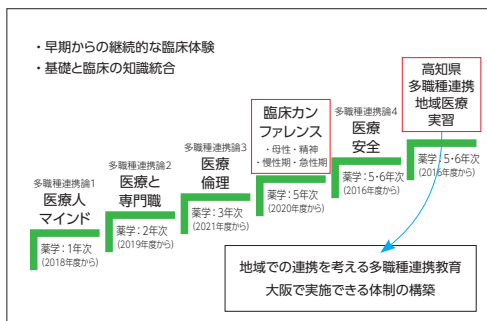 ・早期からの継続的な臨床体験
・基礎と臨床の知識統合
多職種連携論1
医療人
マインド
薬学：1年次
(2018年度から)
多職種連携論2
医療と
専門職
薬学：2年次
(2019年度から)
多職種連携論3
医療
倫理
薬学：3年次
(2021年度から)
臨床カン
ファレンス
・母性・精神
・慢性期・急性期
薬学：5年次
(2020年度から)
多職種連携論4
医療
安全
薬学：5・6年次
(2016年度から)
高知県
多職種連携
地域医療
実習
薬学：5・6年次
(2016年度から)
地域での連携を考える多職種連携教育
大阪で実施できる体制の構築